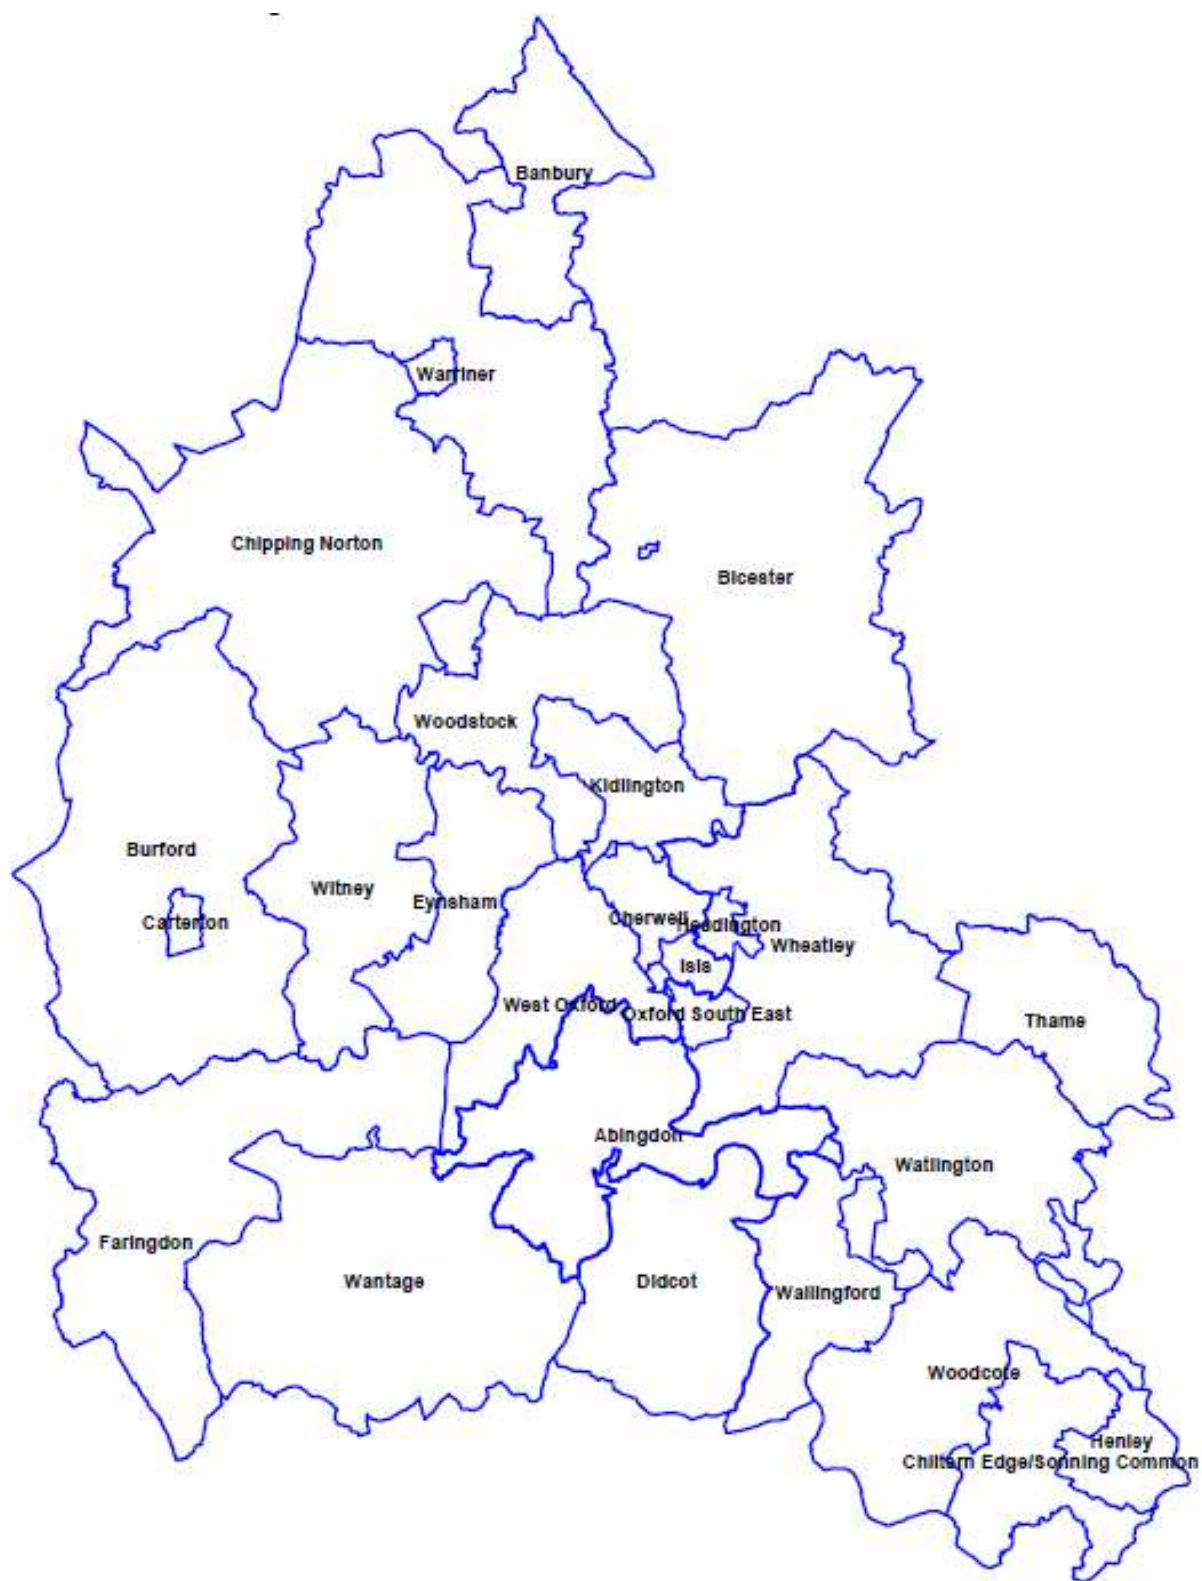 Banbury
Warriner
Chipping Norton
Bicester
Woodstock
Kidlington
Burford
Witney
Eynsham
Carterton
Cherwell
Headington
Wheatley
Isis
West Oxford
Oxford South East
Thame
Abingdon
Watlington
Faringdon
Wantage
Didcot
Wallingford
Woodcote
Henley
Chiltern Edge/Sonning Common